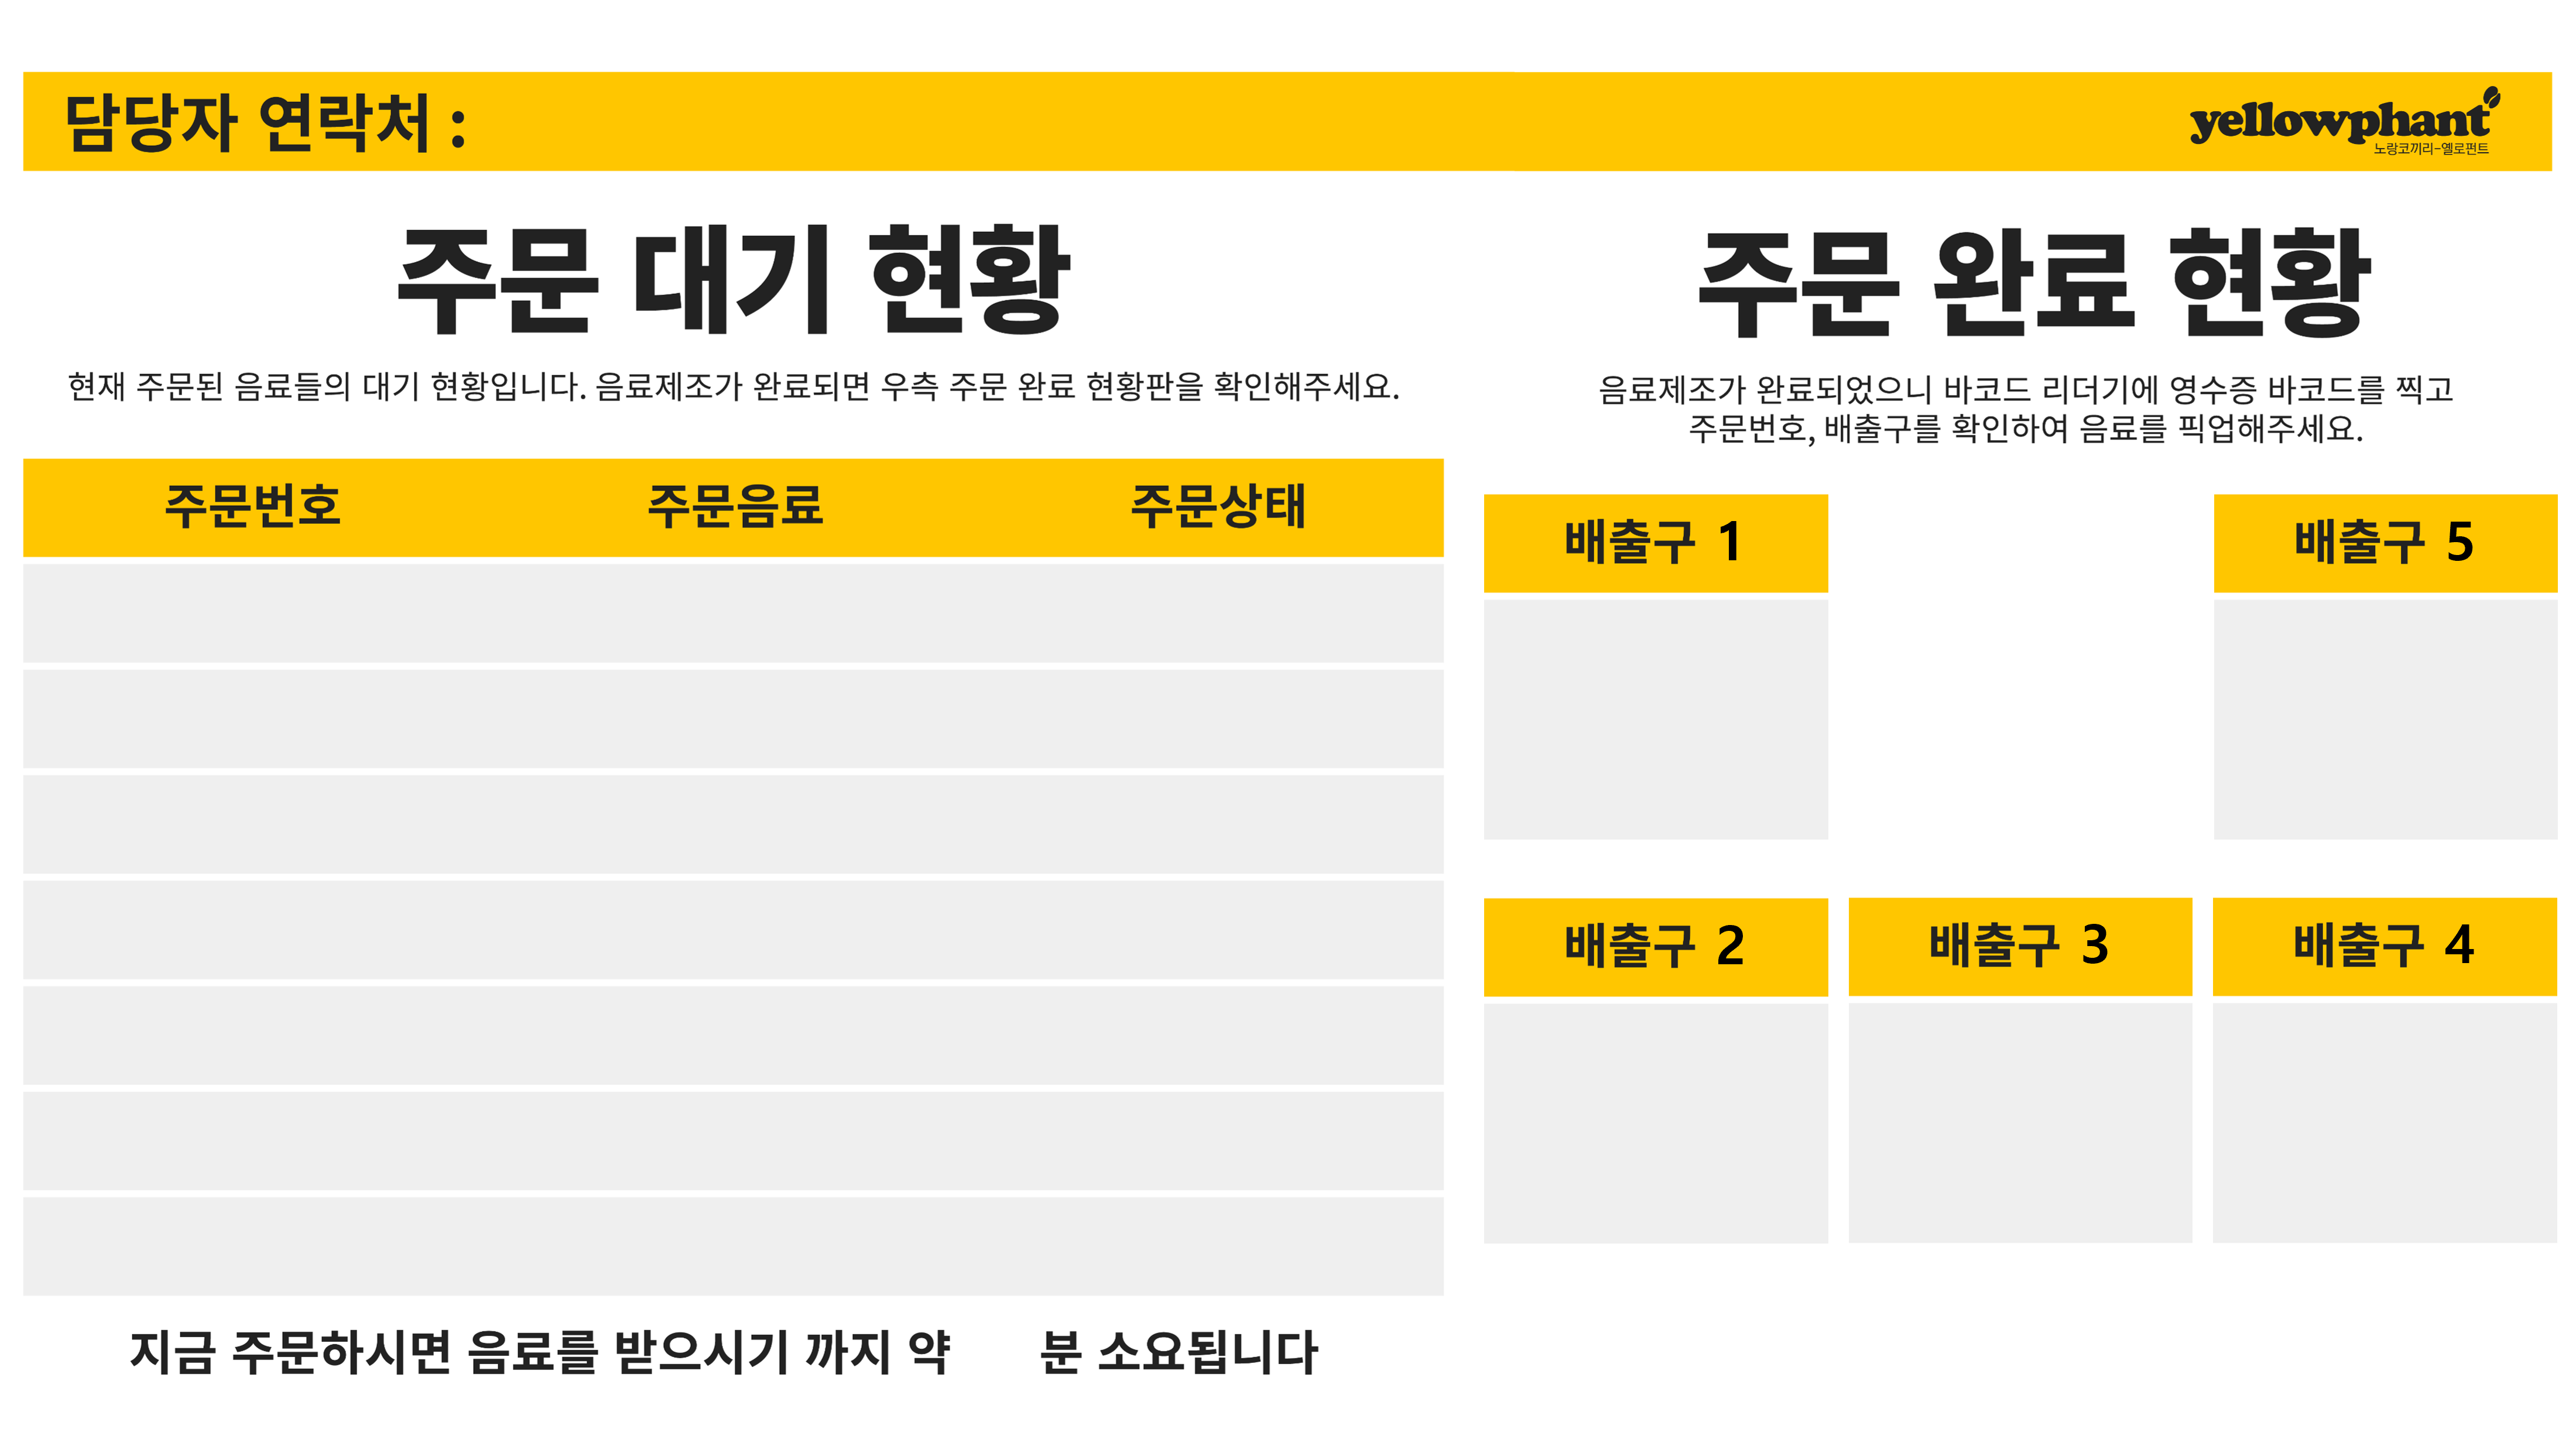 담당자 연락처 :
yellowphant
노랑코끼리-옐로펀트
주문 대기 현황
현재 주문된 음료들의 대기 현황입니다. 음료제조가 완료되면 우측 주문 완료 현황판을 확인해주세요.
주문번호 주문음료 주문상태
지금 주문하시면 음료를 받으시기 까지 약 분 소요됩니다
주문 완료 현황
음료제조가 완료되었으니 바코드 리더기에 영수증 바코드를 찍고
주문번호, 배출구를 확인하여 음료를 픽업해주세요.
배출구 1
배출구 5
배출구 2
배출구 3
배출구 4